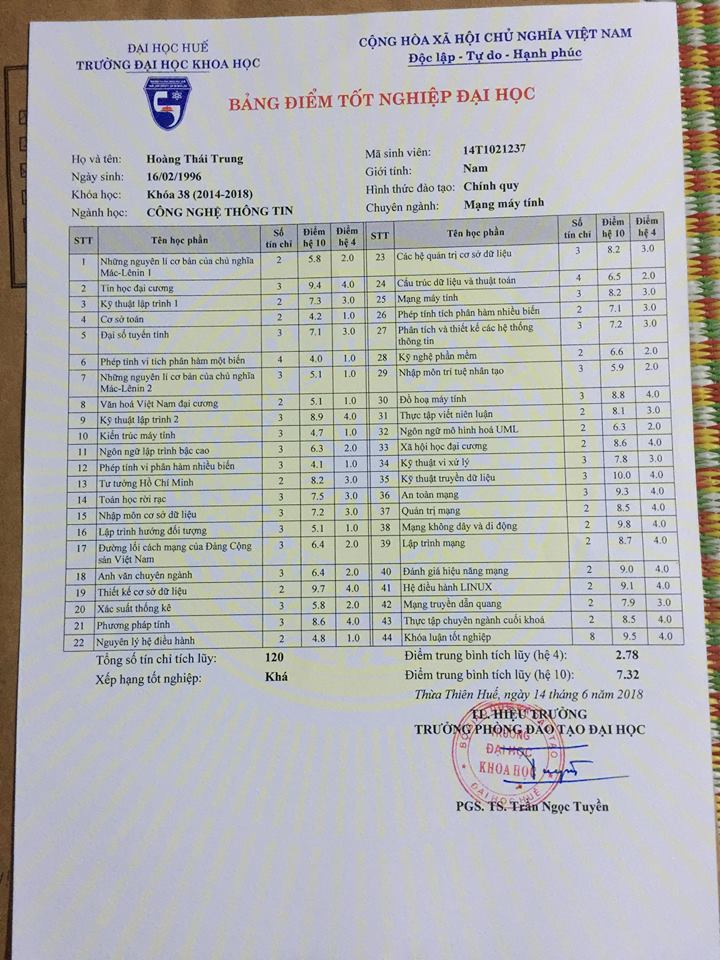 ĐẠI HỌC HUẾ
TRƯỜNG ĐẠI HỌC KHOA HỌC
CỘNG HÒA XÃ HỘI CHỦ NGHĨA VIỆT NAM
Độc lập - Tự do - Hạnh phúc
BẢNG ĐIỂM TỐT NGHIỆP ĐẠI HỌC
Họ và tên: Hoàng Thái Trung
Ngày sinh: 16/02/1996
Khóa học: Khóa 38 (2014-2018)
Ngành học: CÔNG NGHỆ THÔNG TIN
Mã sinh viên: 14T1021237
Giới tính: Nam
Hình thức đào tạo: Chính quy
Chuyên ngành: Mạng máy tính
STT Tên học phần Số tín chỉ Điểm hệ 10 Điểm hệ 4
1 Những nguyên lí cơ bản của chủ nghĩa Mác-Lênin 1 2 5.8 2.0
2 Tin học đại cương 3 9.4 4.0
3 Kỹ thuật lập trình 1 2 7.3 3.0
4 Cơ sở toán 2 4.2 1.0
5 Đại số tuyến tính 3 7.1 3.0
6 Phép tính vi tích phân hàm một biến 4 4.0 1.0
7 Những nguyên lí cơ bản của chủ nghĩa Mác-Lênin 2 3 5.1 1.0
8 Văn hoá Việt Nam đại cương 2 5.1 1.0
9 Kỹ thuật lập trình 2 3 8.9 4.0
10 Kiến trúc máy tính 3 4.7 1.0
11 Ngôn ngữ lập trình bậc cao 3 6.3 2.0
12 Phép tính vi phân hàm nhiều biến 3 4.1 1.0
13 Tư tưởng Hồ Chí Minh 2 8.2 3.0
14 Toán học rời rạc 3 7.5 3.0
15 Nhập môn cơ sở dữ liệu 3 7.2 3.0
16 Lập trình hướng đối tượng 3 5.1 1.0
17 Đường lối cách mạng của Đảng Cộng sản Việt Nam 3 6.4 2.0
18 Anh văn chuyên ngành 3 6.4 2.0
19 Thiết kế cơ sở dữ liệu 2 9.7 4.0
20 Xác suất thống kê 3 5.8 2.0
21 Phương pháp tính 3 8.6 4.0
22 Nguyên lý hệ điều hành 2 4.8 1.0
STT Tên học phần Số tín chỉ Điểm hệ 10 Điểm hệ 4
23 Các hệ quản trị cơ sở dữ liệu 3 8.2 3.0
24 Cấu trúc dữ liệu và thuật toán 4 6.5 2.0
25 Mạng máy tính 3 8.2 3.0
26 Phép tính tích phân hàm nhiều biến 2 7.1 3.0
27 Phân tích và thiết kế các hệ thống thông tin 3 7.2 3.0
28 Kỹ nghệ phần mềm 2 6.6 2.0
29 Nhập môn trí tuệ nhân tạo 3 5.9 2.0
30 Đồ hoạ máy tính 3 8.8 4.0
31 Thực tập viết niên luận 2 8.1 3.0
32 Ngôn ngữ mô hình hoá UML 2 6.3 2.0
33 Xã hội học đại cương 2 8.6 4.0
34 Kỹ thuật vi xử lý 3 7.8 3.0
35 Kỹ thuật truyền dữ liệu 3 10.0 4.0
36 An toàn mạng 3 9.3 4.0
37 Quản trị mạng 2 8.5 4.0
38 Mạng không dây và di động 2 9.8 4.0
39 Lập trình mạng 2 8.7 4.0
40 Đánh giá hiệu năng mạng 2 9.0 4.0
41 Hệ điều hành LINUX 2 9.1 4.0
42 Mạng truyền dẫn quang 2 7.9 3.0
43 Thực tập chuyên ngành cuối khoá 2 8.5 4.0
44 Khóa luận tốt nghiệp 8 9.5 4.0
Tổng số tín chỉ tích lũy: 120
Xếp hạng tốt nghiệp: Khá
Điểm trung bình tích lũy (hệ 4): 2.78
Điểm trung bình tích lũy (hệ 10): 7.32
Thừa Thiên Huế, ngày 14 tháng 6 năm 2018
TL. HIỆU TRƯỞNG
TRƯỞNG PHÒNG ĐÀO TẠO ĐẠI HỌC
TRƯỜNG
ĐẠI HỌC
KHOA HỌC
ĐẠI HỌC HUẾ
PGS. TS. Trần Ngọc Tuyền